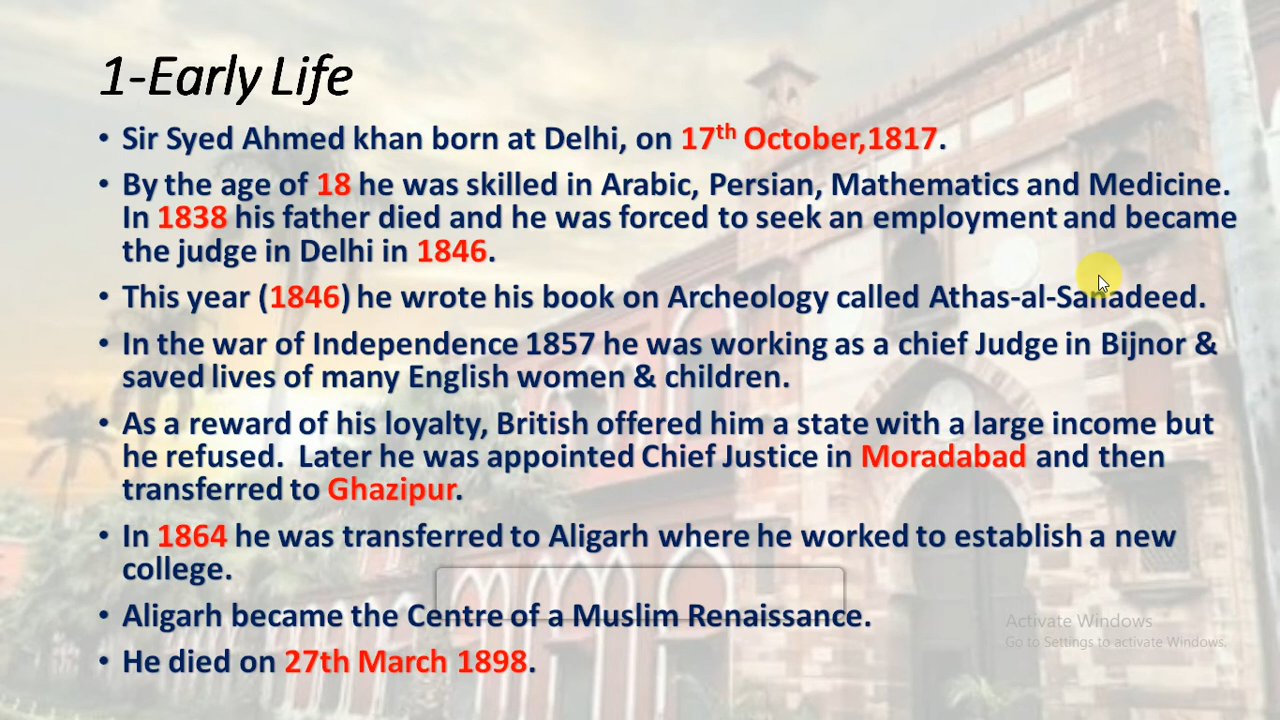 1-Early Life
• Sir Syed Ahmed khan born at Delhi, on 17th October,1817.
• By the age of 18 he was skilled in Arabic, Persian, Mathematics and Medicine.
In 1838 his father died and he was forced to seek an employment and became
the judge in Delhi in 1846.
• This year (1846) he wrote his book on Archeology called Athas-al-Sanadeed.
• In the war of Independence 1857 he was working as a chief Judge in Bijnor &
saved lives of many English women & children.
• As a reward of his loyalty, British offered him a state with a large income but
he refused. Later he was appointed Chief Justice in Moradabad and then
transferred to Ghazipur.
• In 1864 he was transferred to Aligarh where he worked to establish a new
college.
• Aligarh became the Centre of a Muslim Renaissance.
Activate Windows
Go to Settings to activate Windows.
• He died on 27th March 1898.